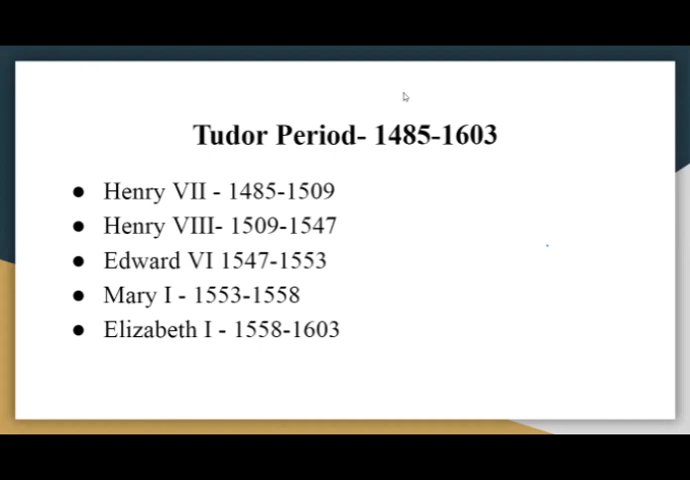 Tudor Period- 1485-1603
● Henry VII - 1485-1509
● Henry VIII- 1509-1547
● Edward VI 1547-1553
● Mary I - 1553-1558
● Elizabeth I - 1558-1603